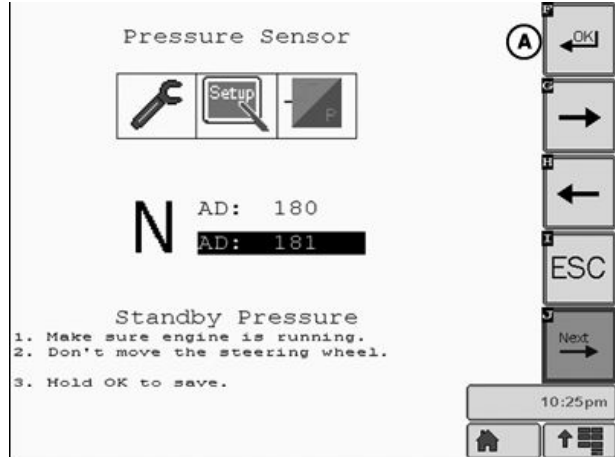 Pressure Sensor
Setup
P
N
AD: 180
AD: 181
Standby Pressure
1. Make sure engine is running.
2. Don't move the steering wheel.
3. Hold OK to save.
A
F
OK
G
H
I
ESC
J
Next
10:25pm